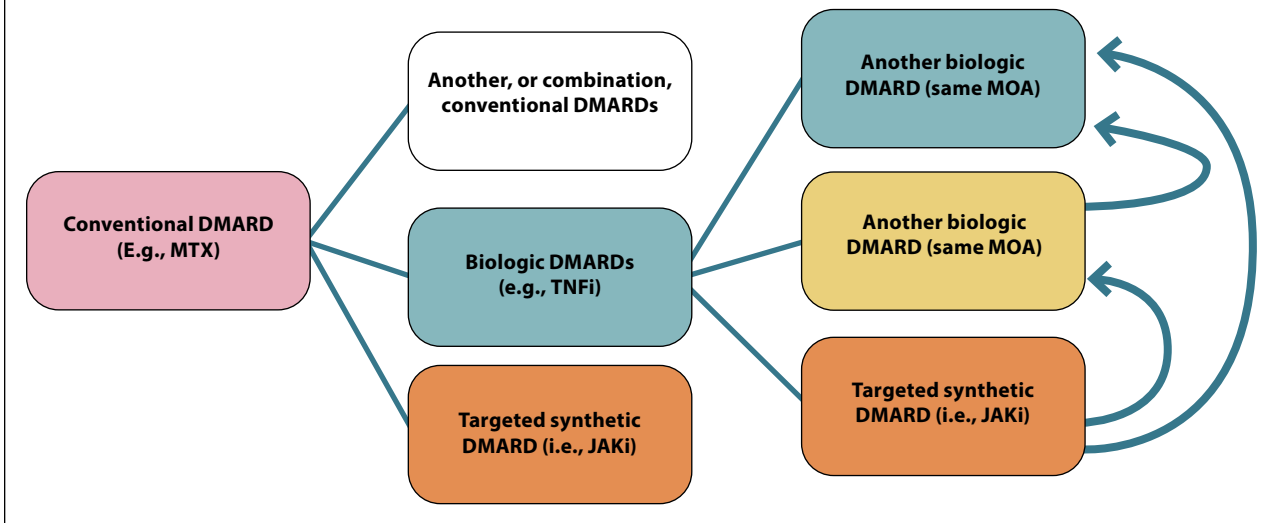 Conventional DMARD
(E.g., MTX)
Another, or combination,
conventional DMARDs
Biologic DMARDs
(e.g., TNFi)
Targeted synthetic
DMARD (i.e., JAKi)
Another biologic
DMARD (same MOA)
Another biologic
DMARD (same MOA)
Targeted synthetic
DMARD (i.e., JAKi)